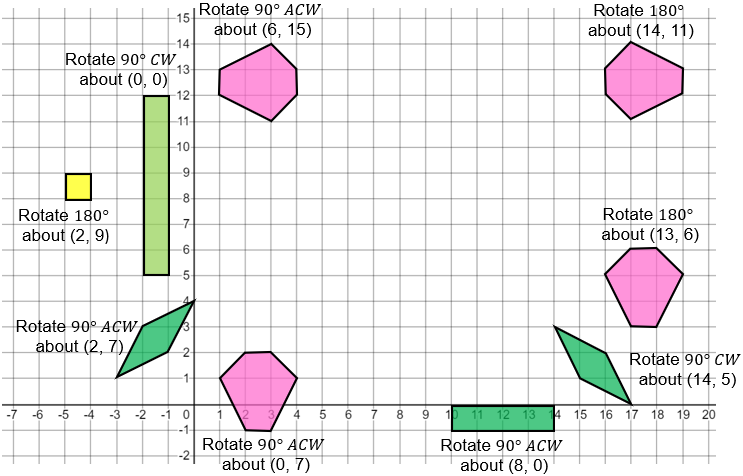 Rotate 90° ACW
about (6, 15)
Rotate 180°
about (14, 11)
Rotate 90° CW
about (0, 0)
Rotate 180°
about (2, 9)
Rotate 180°
about (13, 6)
Rotate 90° ACW
about (2, 7)
Rotate 90° CW
about (14, 5)
Rotate 90° ACW
about (0, 7)
Rotate 90° ACW
about (8, 0)
15
14
13
12
11
10
9
8
7
6
5
4
3
2
1
-7 -6 -5 -4 -3 -2 -1 0 1 2 3 4 5 6 7 8 9 10 11 12 13 14 15 16 17 18 19 20
-1
-2